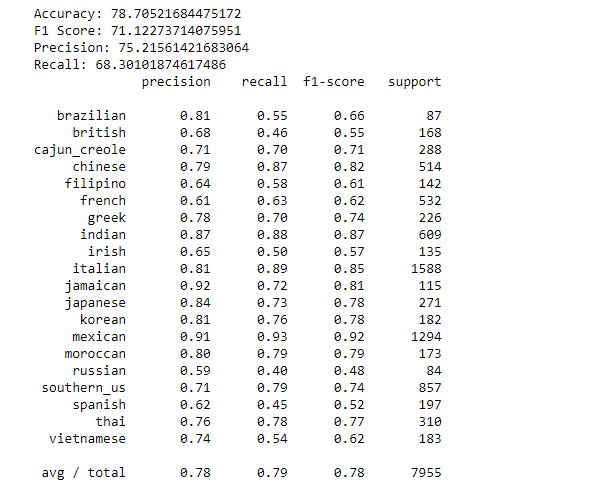 Accuracy: 78.70521684475172
F1 Score: 71.12273714075951
Precision: 75.21561421683064
Recall: 68.30101874617486
precision recall f1-score support
brazilian 0.81 0.55 0.66 87
british 0.68 0.46 0.55 168
cajun_creole 0.71 0.70 0.71 288
chinese 0.79 0.87 0.82 514
filipino 0.64 0.58 0.61 142
french 0.61 0.63 0.62 532
greek 0.78 0.70 0.74 226
indian 0.87 0.88 0.87 609
irish 0.65 0.50 0.57 135
italian 0.81 0.89 0.85 1588
jamaican 0.92 0.72 0.81 115
japanese 0.84 0.73 0.78 271
korean 0.81 0.76 0.78 182
mexican 0.91 0.93 0.92 1294
moroccan 0.80 0.79 0.79 173
russian 0.59 0.40 0.48 84
southern_us 0.71 0.79 0.74 857
spanish 0.62 0.45 0.52 197
thai 0.76 0.78 0.77 310
vietnamese 0.74 0.54 0.62 183
avg / total 0.78 0.79 0.78 7955